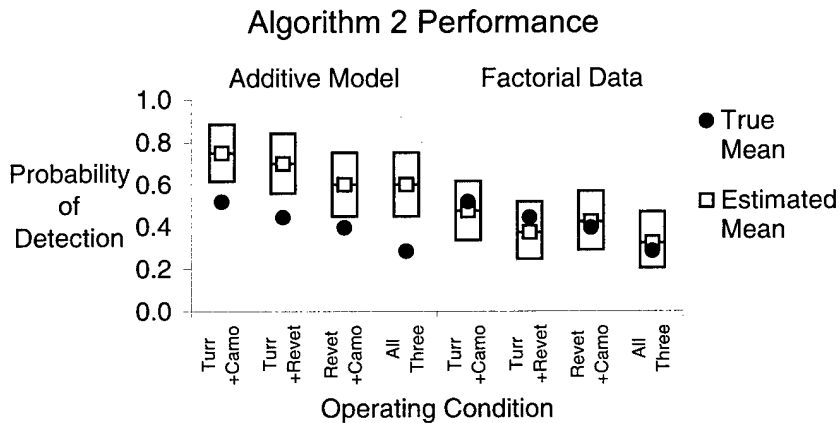 Algorithm 2 Performance
Additive Model
Factorial Data
1.0
0.8
0.6
0.4
0.2
0.0
Probability
of
Detection
True
Mean
Estimated
Mean
Turr
+Camo
Turr
+Revet
Revet
+Camo
All
Three
Turr
+Camo
Turr
+Revet
Revet
+Camo
All
Three
Operating Condition